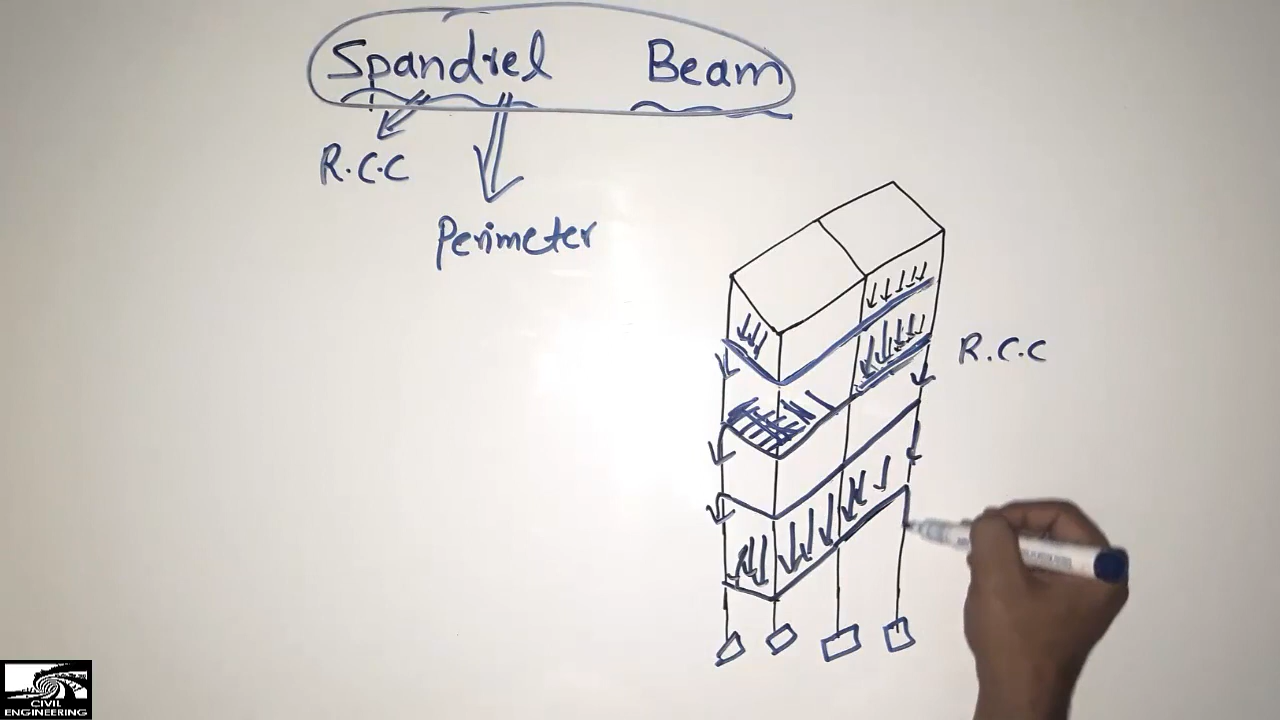 Spandrel Beam
R.C.C
Perimeter
R.C.C
CIVIL
ENGINEERING